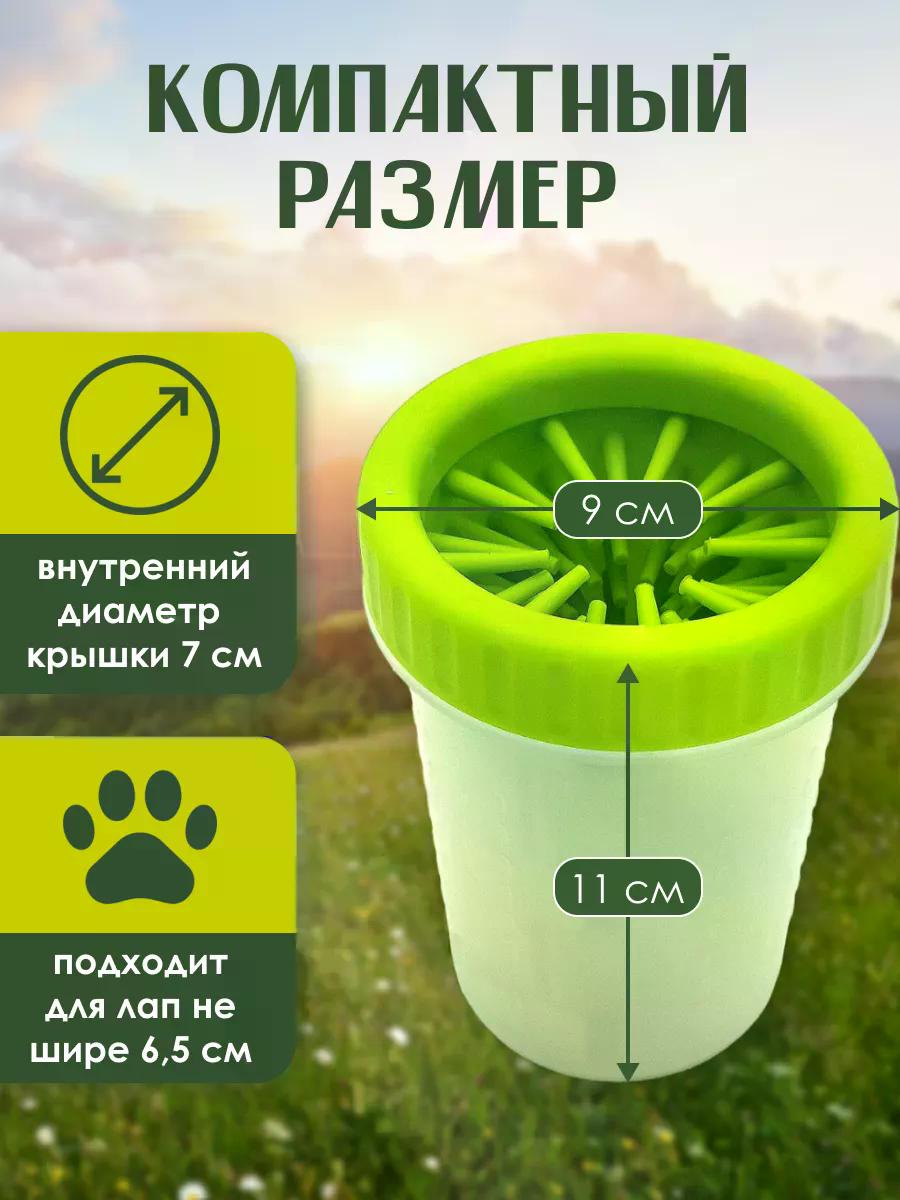 КОМПАКТНЫЙ
РАЗМЕР
внутренний
диаметр
крышки 7 см
9 см
11 см
подходит
для лап не
шире 6,5 см